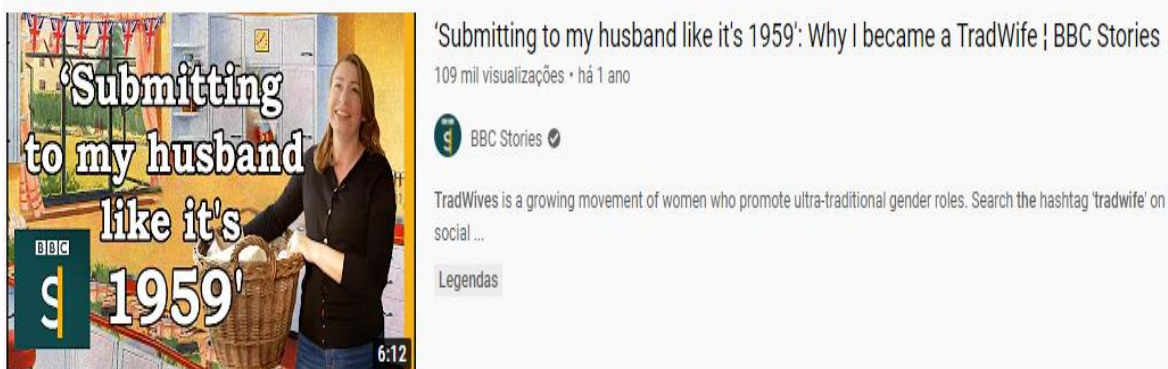 'Submitting
to my husband
like it's
1959'
BBC
S
6:12
'Submitting to my husband like it's 1959': Why I became a TradWife ¦ BBC Stories
109 mil visualizações • há 1 ano
BBC Stories
TradWives is a growing movement of women who promote ultra-traditional gender roles. Search the hashtag 'tradwife' on
social ...
Legendas